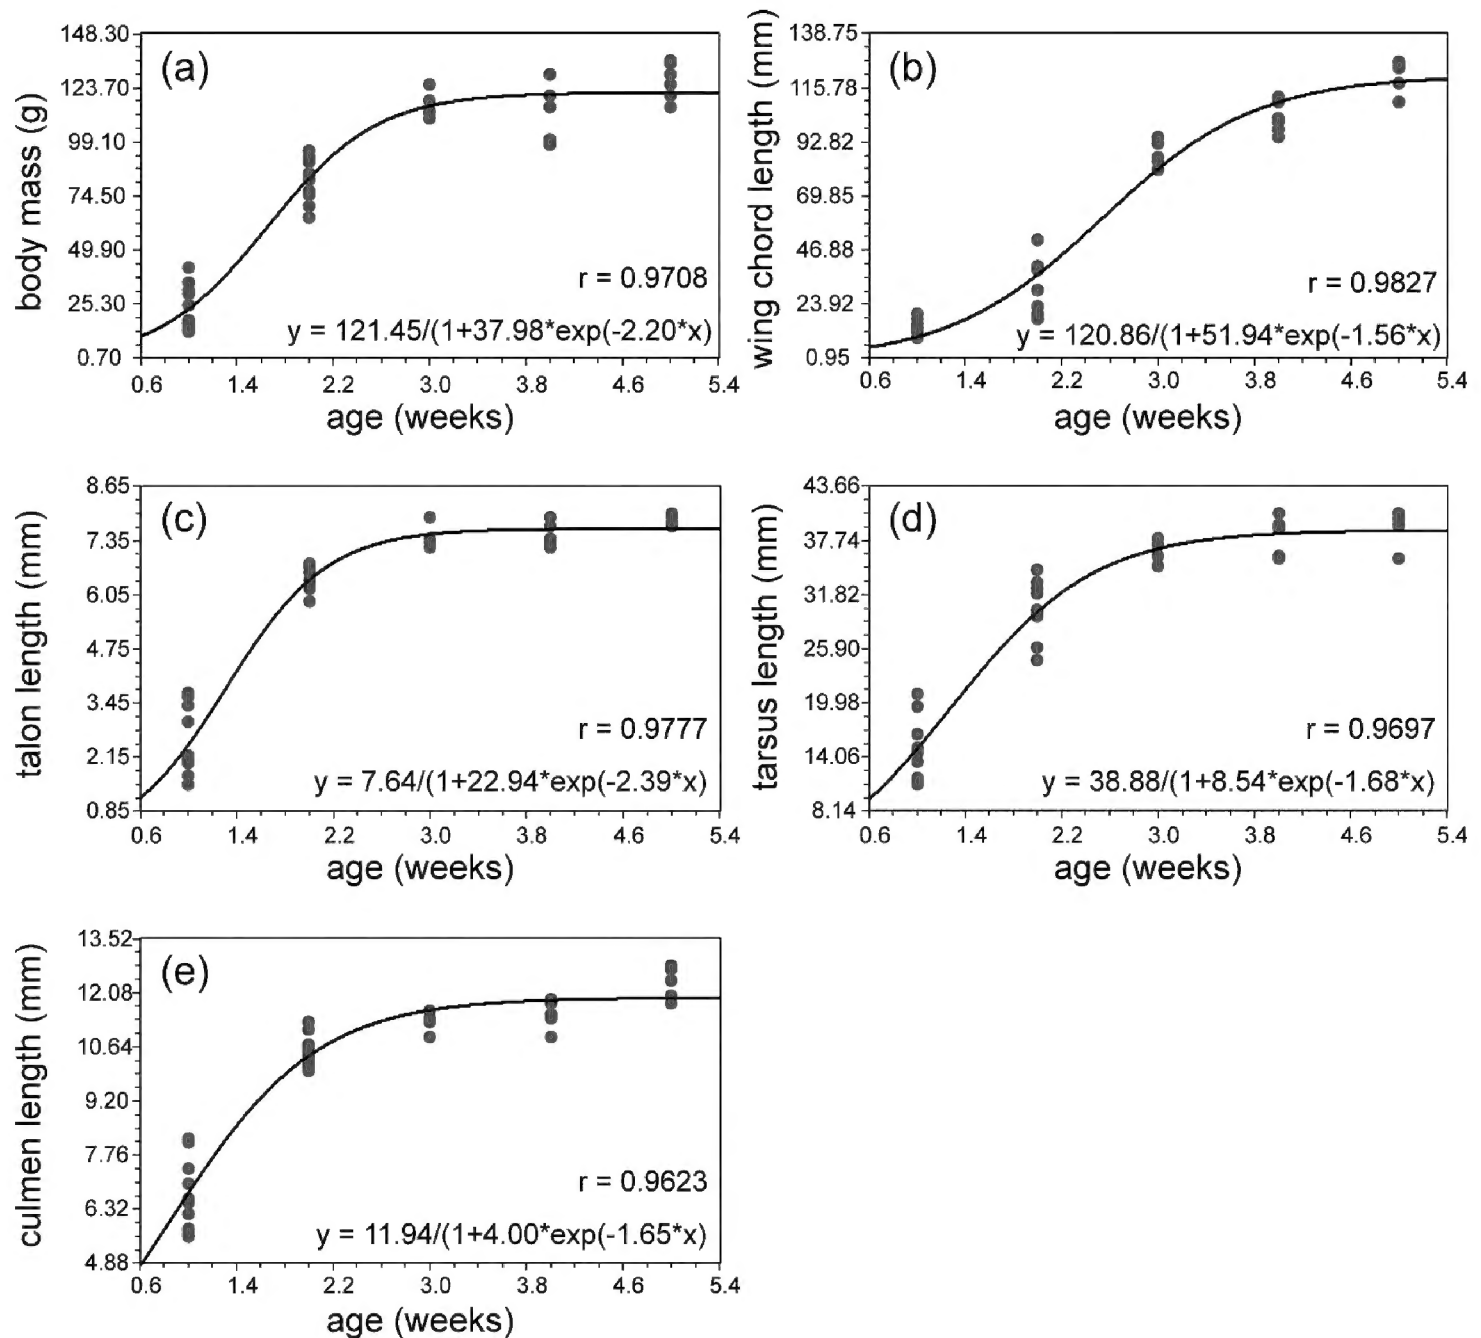 (a)
body mass (g)
148.30
123.70
99.10
74.50
49.90
25.30
0.70
r = 0.9708
y = 121.45/(1+37.98*exp(-2.20*x)
0.6 1.4 2.2 3.0 3.8 4.6 5.4
age (weeks)
(b)
wing chord length (mm)
138.75
115.78
92.82
69.85
46.88
23.92
0.95
r = 0.9827
y = 120.86/(1+51.94*exp(-1.56*x)
0.6 1.4 2.2 3.0 3.8 4.6 5.4
age (weeks)
(c)
talon length (mm)
8.65
7.35
6.05
4.75
3.45
2.15
0.85
r = 0.9777
y = 7.64/(1+22.94*exp(-2.39*x)
0.6 1.4 2.2 3.0 3.8 4.6 5.4
age (weeks)
(d)
tarsus length (mm)
43.66
37.74
31.82
25.90
19.98
14.06
8.14
r = 0.9697
y = 38.88/(1+8.54*exp(-1.68*x)
0.6 1.4 2.2 3.0 3.8 4.6 5.4
age (weeks)
(e)
culmen length (mm)
13.52
12.08
10.64
9.20
7.76
6.32
4.88
r = 0.9623
y = 11.94/(1+4.00*exp(-1.65*x)
0.6 1.4 2.2 3.0 3.8 4.6 5.4
age (weeks)